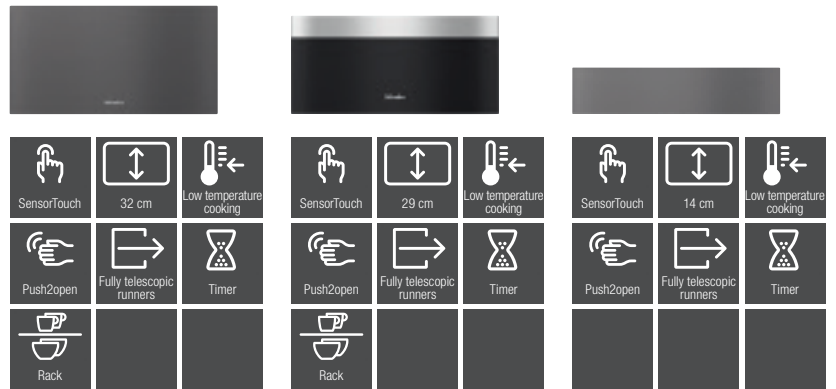 SensorTouch
32 cm
Low temperature
cooking
Push2open
Fully telescopic
runners
Timer
Rack
SensorTouch
29 cm
Low temperature
cooking
Push2open
Fully telescopic
runners
Timer
Rack
SensorTouch
14 cm
Low temperature
cooking
Push2open
Fully telescopic
runners
Timer